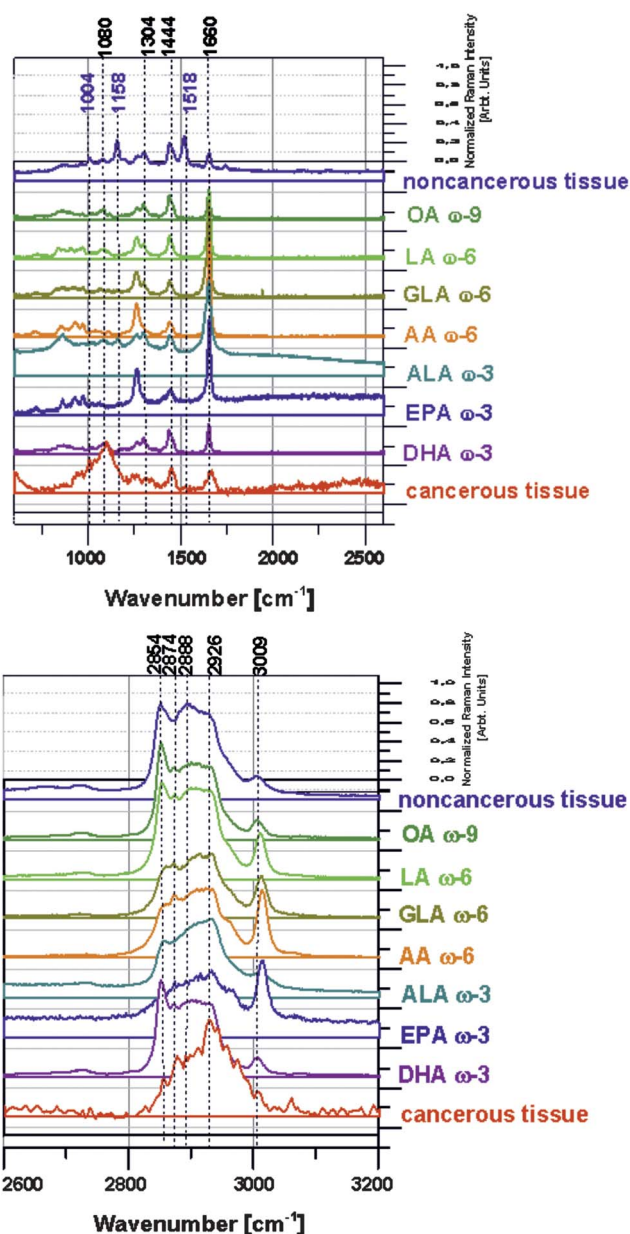 1004
1080
1158
1304
1444
1518
1660
Normalized Raman Intensity
[Arbt. Units]
noncancerous tissue
OA ω-9
LA ω-6
GLA ω-6
AA ω-6
ALA ω-3
EPA ω-3
DHA ω-3
cancerous tissue
1000 1500 2000 2500
Wavenumber [cm⁻¹]
2854
2874
2888
2926
3009
Normalized Raman Intensity
[Arbt. Units]
noncancerous tissue
OA ω-9
LA ω-6
GLA ω-6
AA ω-6
ALA ω-3
EPA ω-3
DHA ω-3
cancerous tissue
2600 2800 3000 3200
Wavenumber [cm⁻¹]